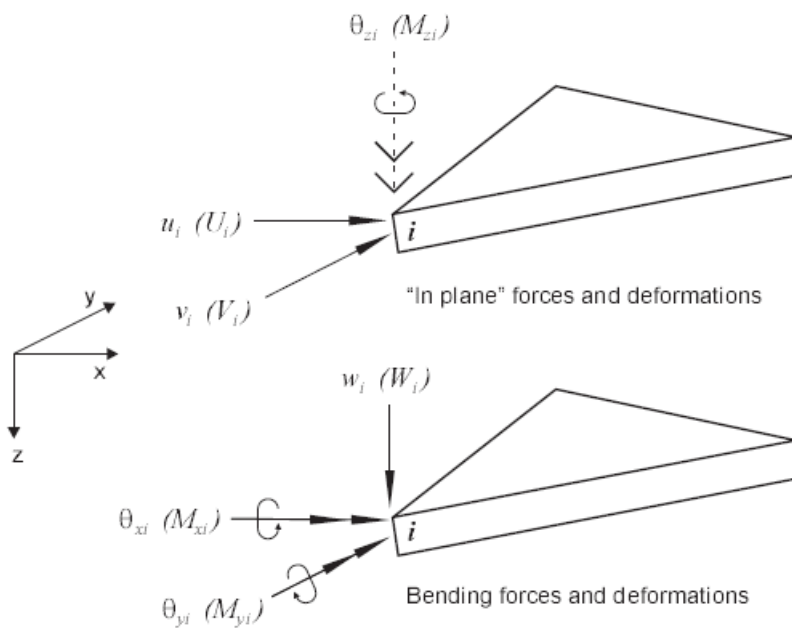 θzi (Mzi)
ui (Ui)
i
vi (Vi)
"In plane" forces and deformations
y
x
z
wi (Wi)
θxi (Mxi)
i
θyi (Myi)
Bending forces and deformations